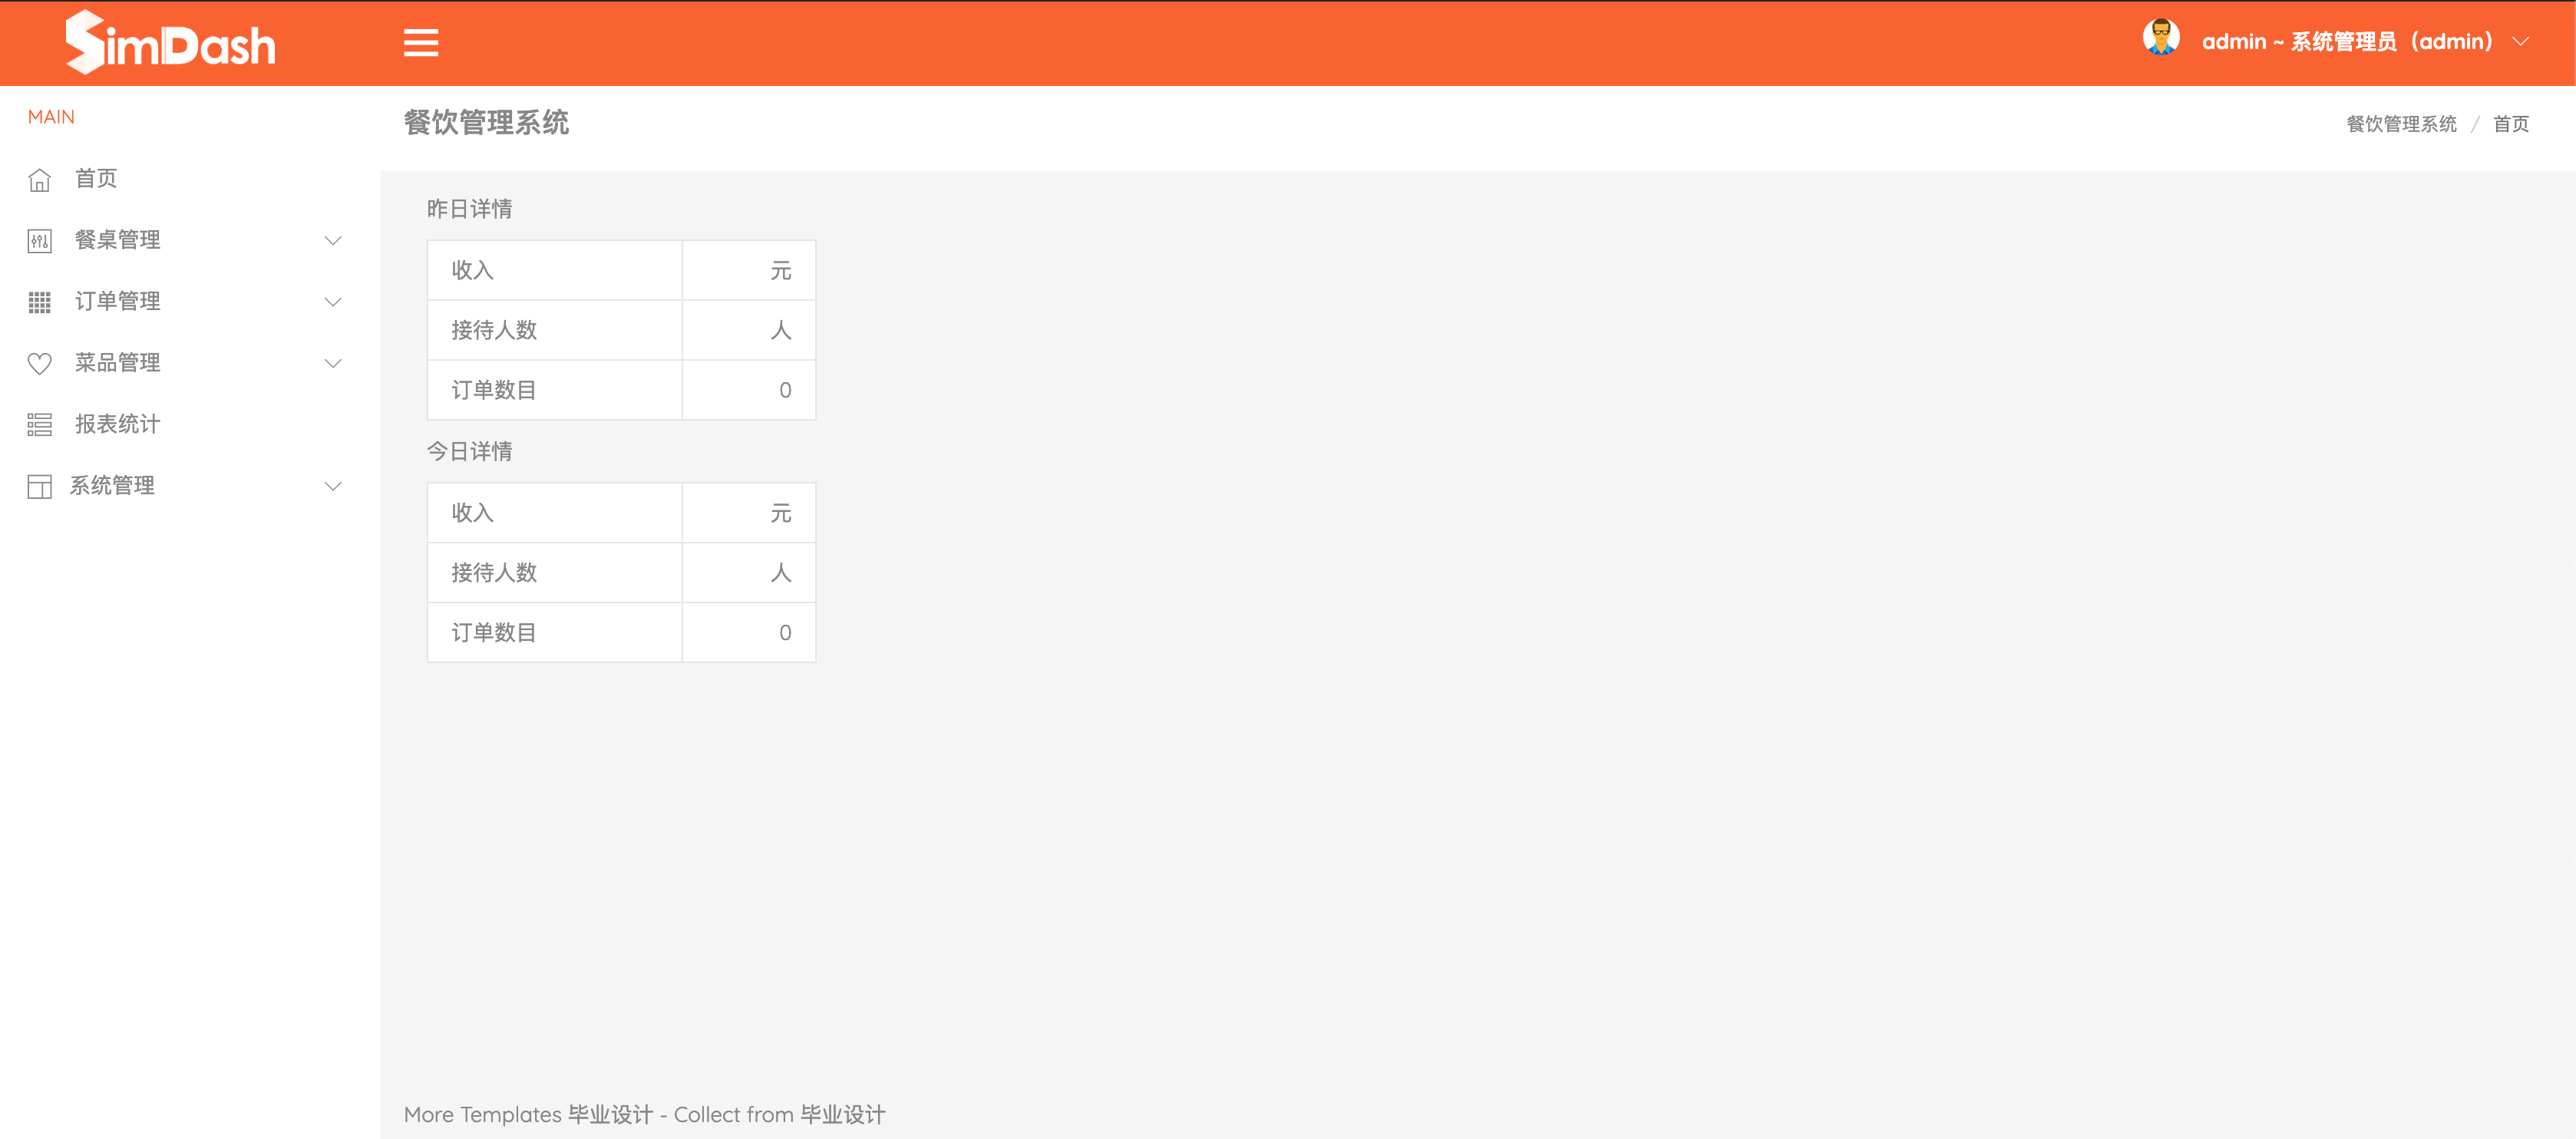 SimDash
admin ~ 系统管理员（admin）
MAIN
首页
餐桌管理
订单管理
菜品管理
报表统计
系统管理
餐饮管理系统
餐饮管理系统 / 首页
昨日详情
收入 元
接待人数 人
订单数目 0
今日详情
收入 元
接待人数 人
订单数目 0
More Templates 毕业设计 - Collect from 毕业设计